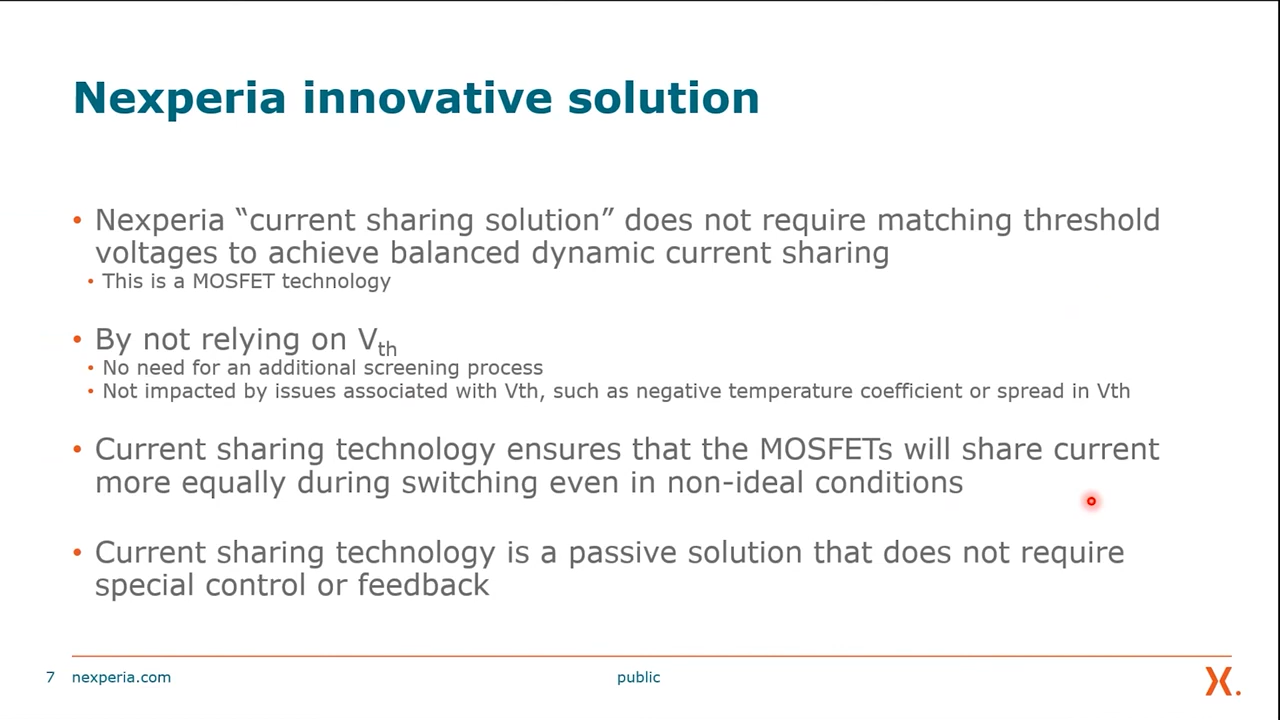 Nexperia innovative solution
• Nexperia “current sharing solution” does not require matching threshold
voltages to achieve balanced dynamic current sharing
• This is a MOSFET technology
• By not relying on Vth
• No need for an additional screening process
• Not impacted by issues associated with Vth, such as negative temperature coefficient or spread in Vth
• Current sharing technology ensures that the MOSFETs will share current
more equally during switching even in non-ideal conditions
• Current sharing technology is a passive solution that does not require
special control or feedback
7 nexperia.com public